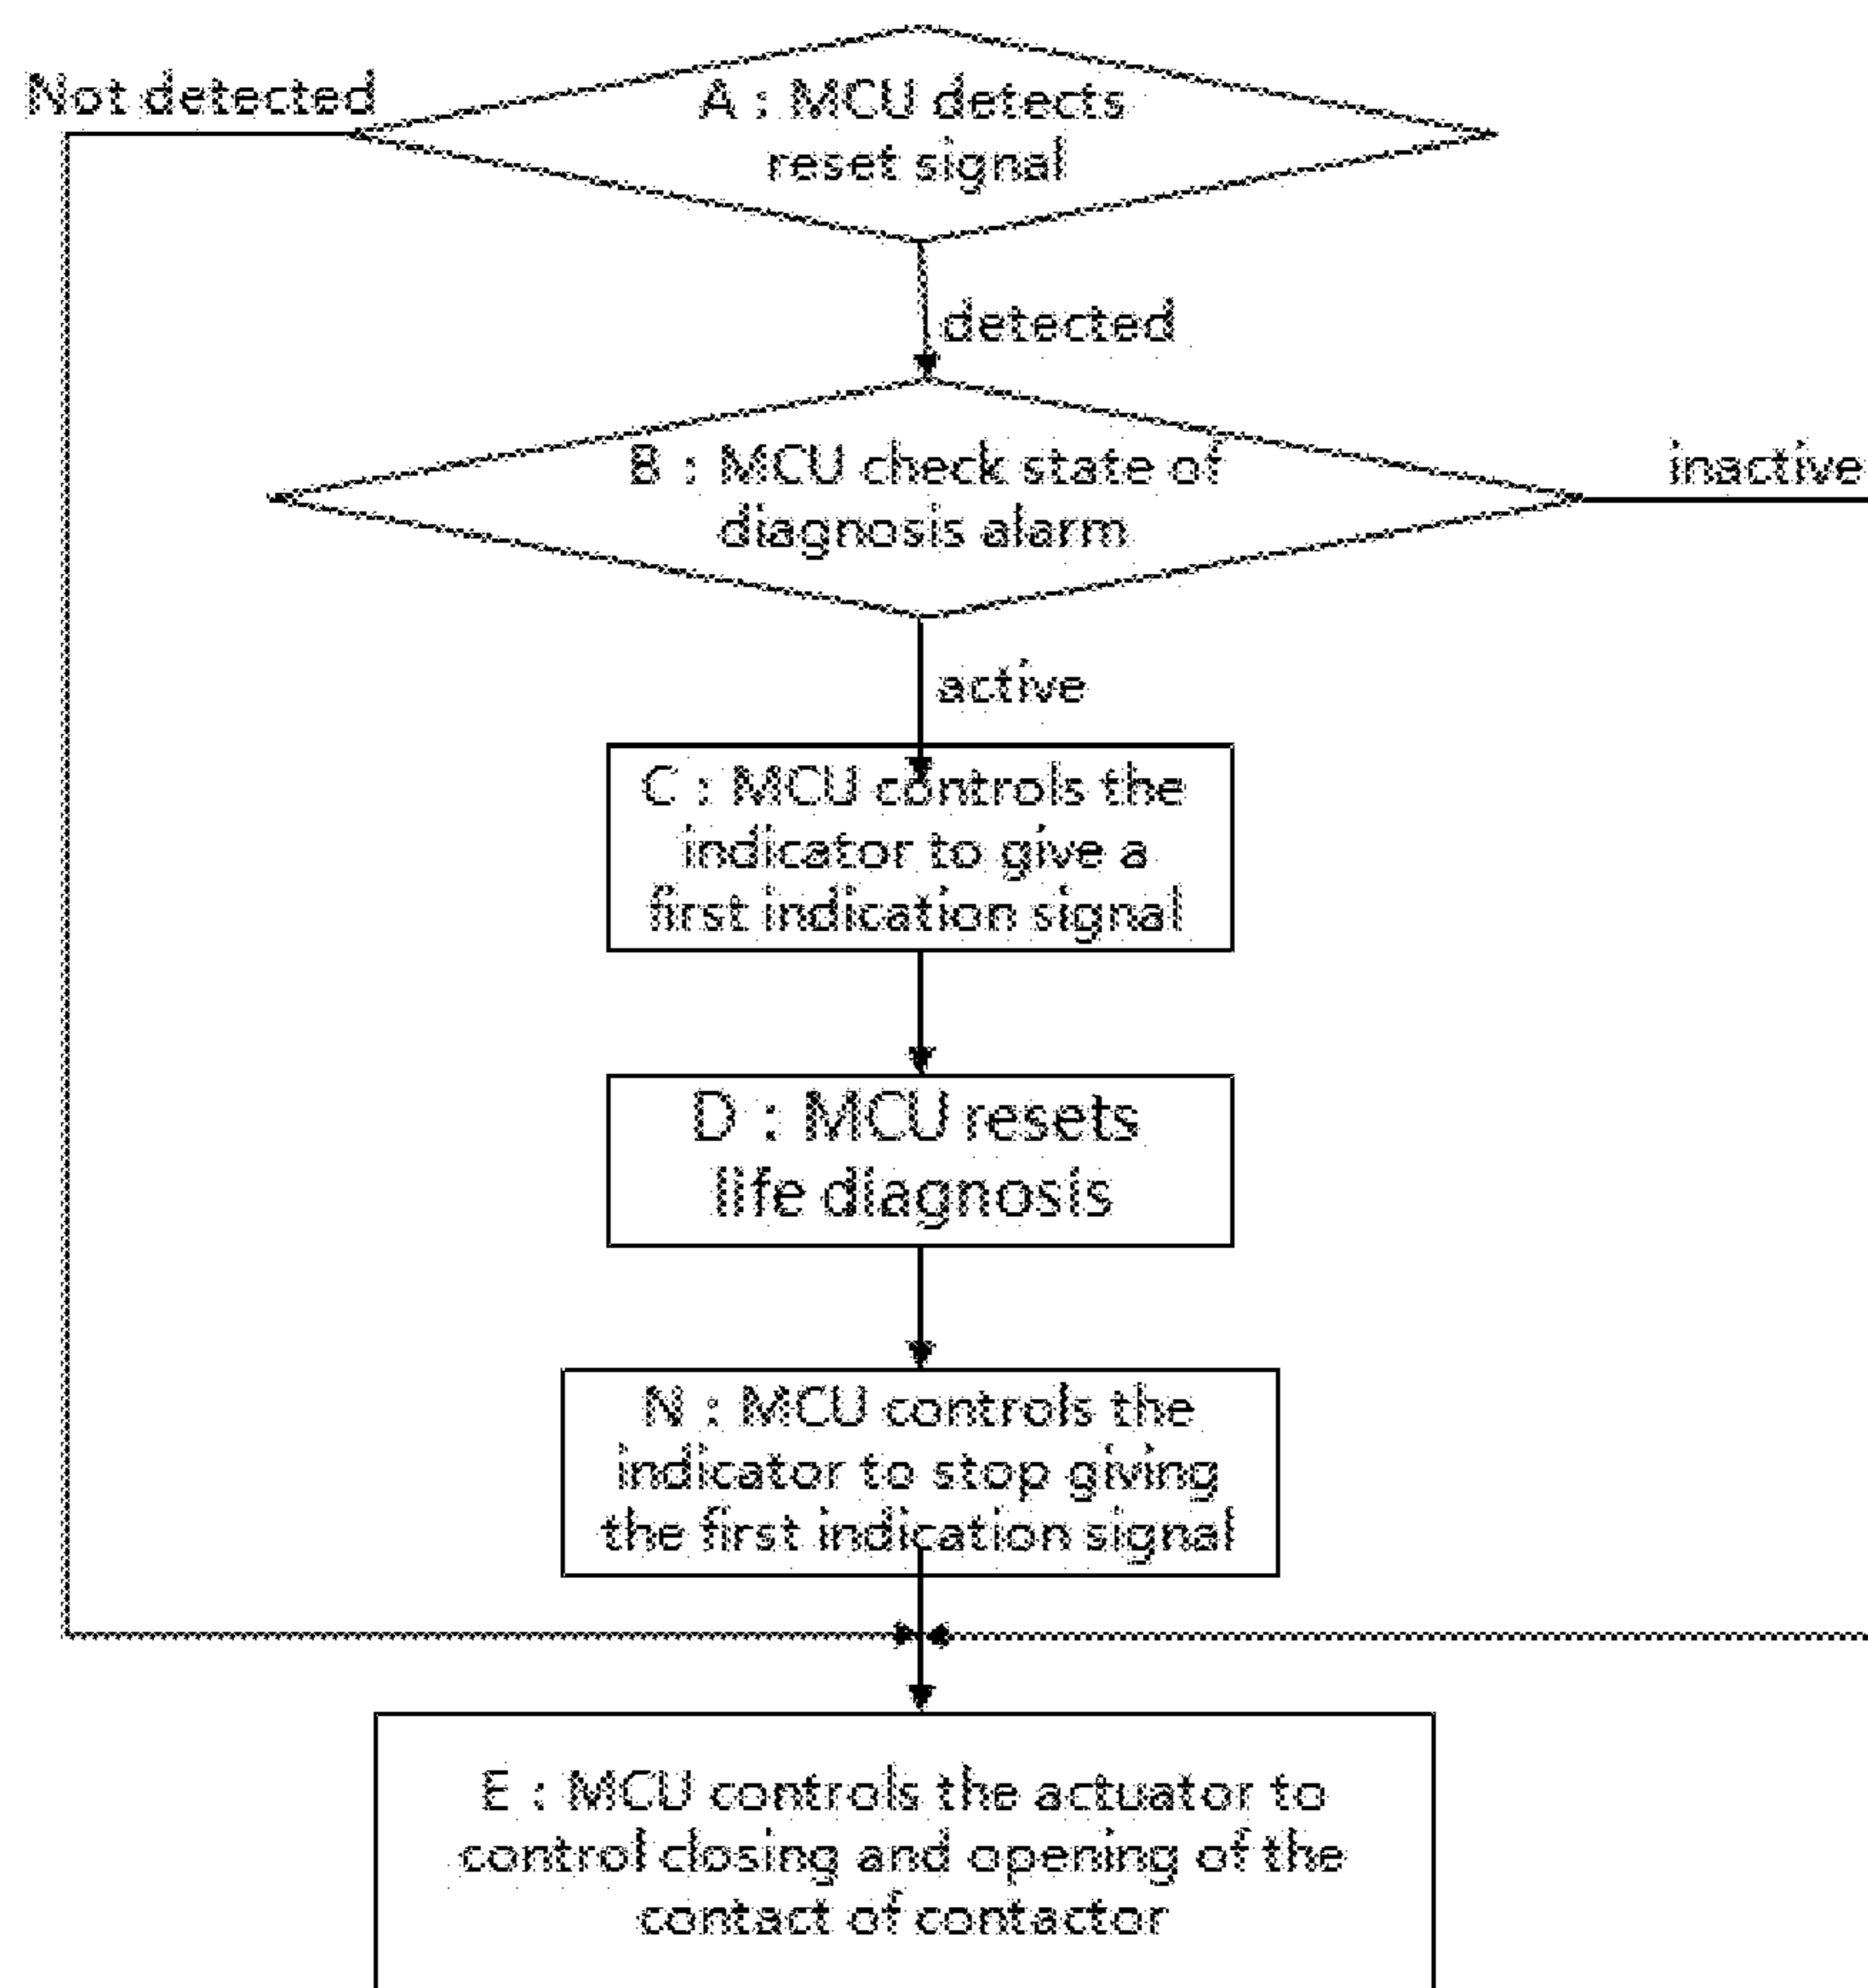 Not detected
A : MCU detects
reset signal
detected
B : MCU check state of
diagnosis alarm
inactive
active
C : MCU controls the
indicator to give a
first indication signal
D : MCU resets
life diagnosis
N : MCU controls the
indicator to stop giving
the first indication signal
E : MCU controls the actuator to
control closing and opening of the
contact of contactor